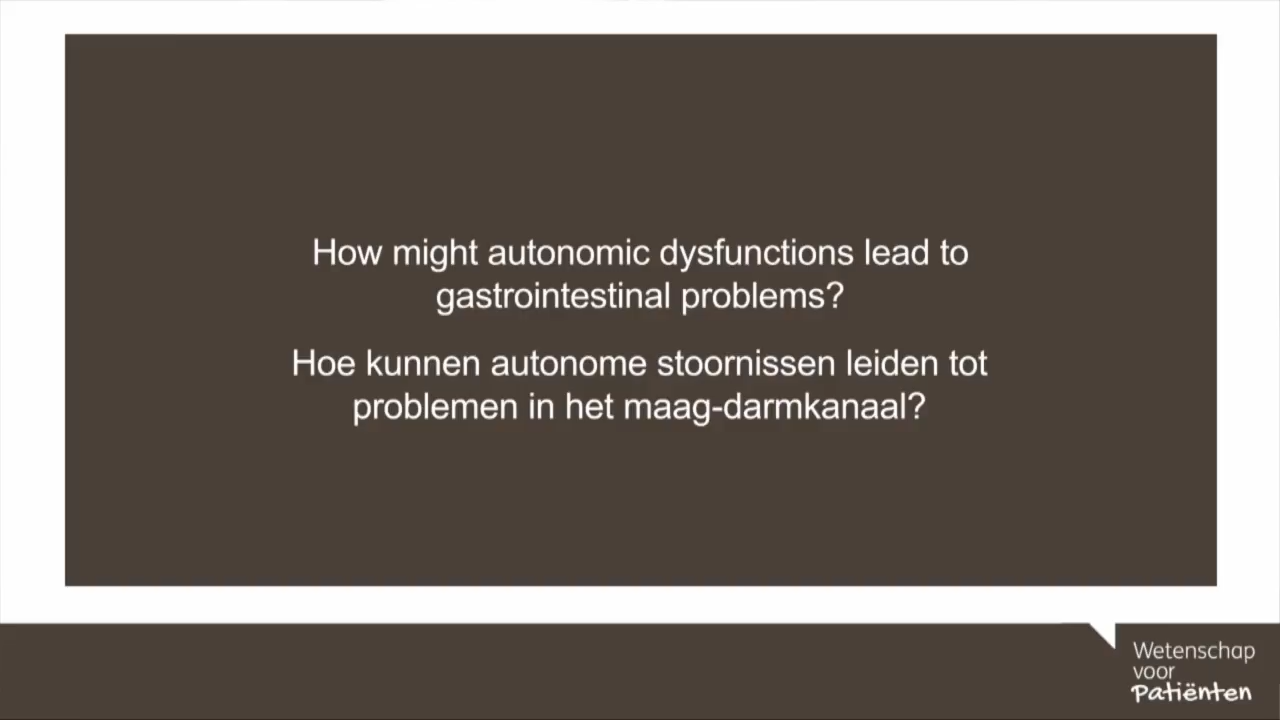 How might autonomic dysfunctions lead to
gastrointestinal problems?
Hoe kunnen autonome stoornissen leiden tot
problemen in het maag-darmkanaal?
Wetenschap
voor
Patiënten